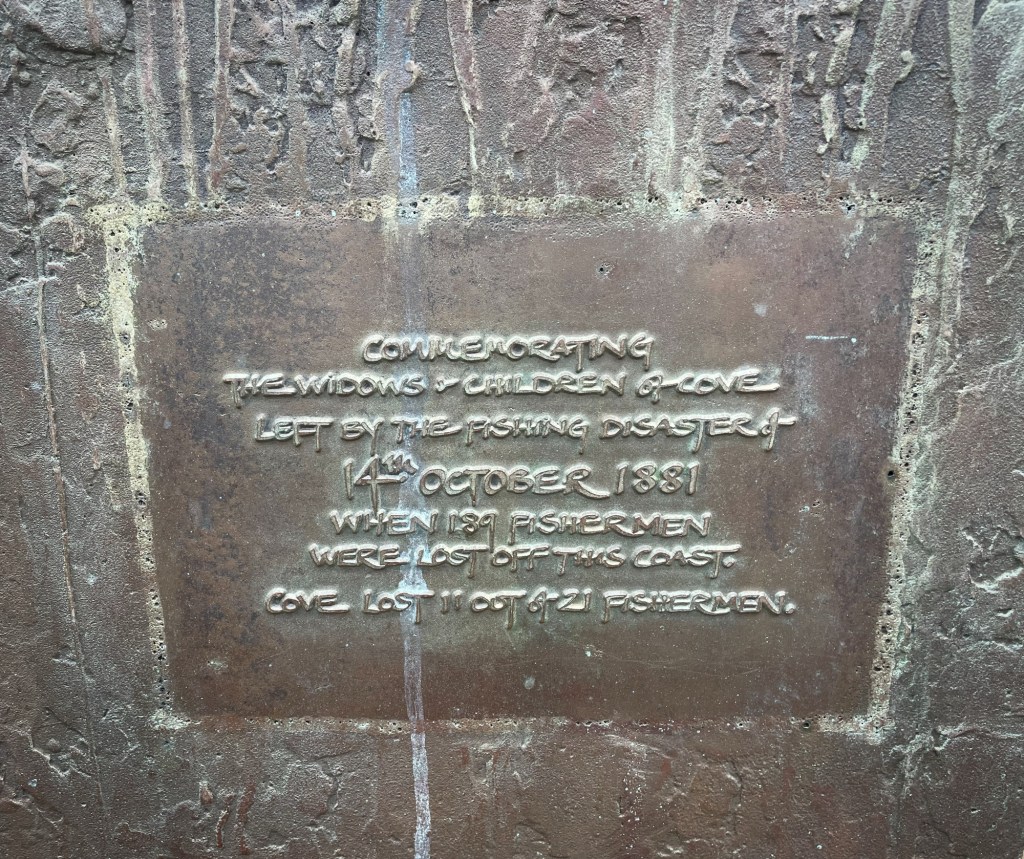 COMMEMORATING
THE WIDOWS & CHILDREN of COVE
LEFT BY THE FISHING DISASTER of
14th OCTOBER 1881
WHEN 189 FISHERMEN
WERE LOST OFF THIS COAST.
COVE LOST 11 OUT of 21 FISHERMEN.